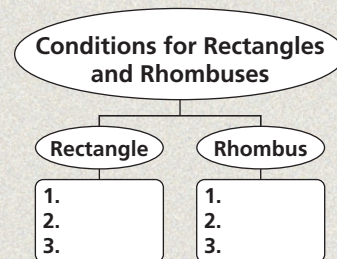 Conditions for Rectangles
and Rhombuses
Rectangle
Rhombus
1.
2.
3.
1.
2.
3.